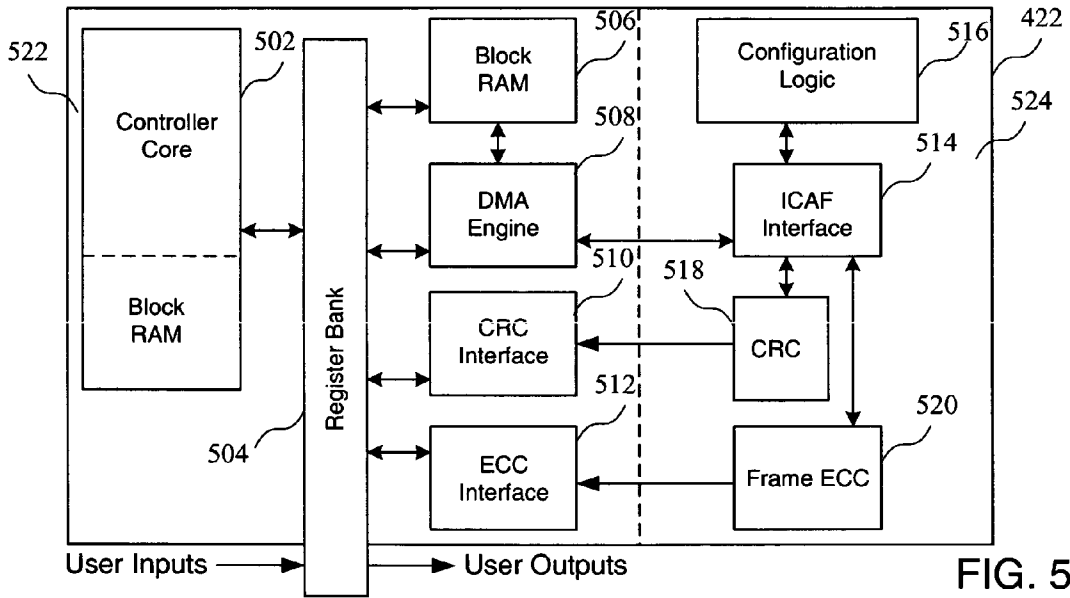 522
502
506
516
422
Controller
Core
Block
RAM
Configuration
Logic
508
524
514
DMA
Engine
ICAF
Interface
510
518
Block
RAM
Register Bank
CRC
Interface
CRC
512
520
504
ECC
Interface
Frame ECC
User Inputs
User Outputs
FIG. 5